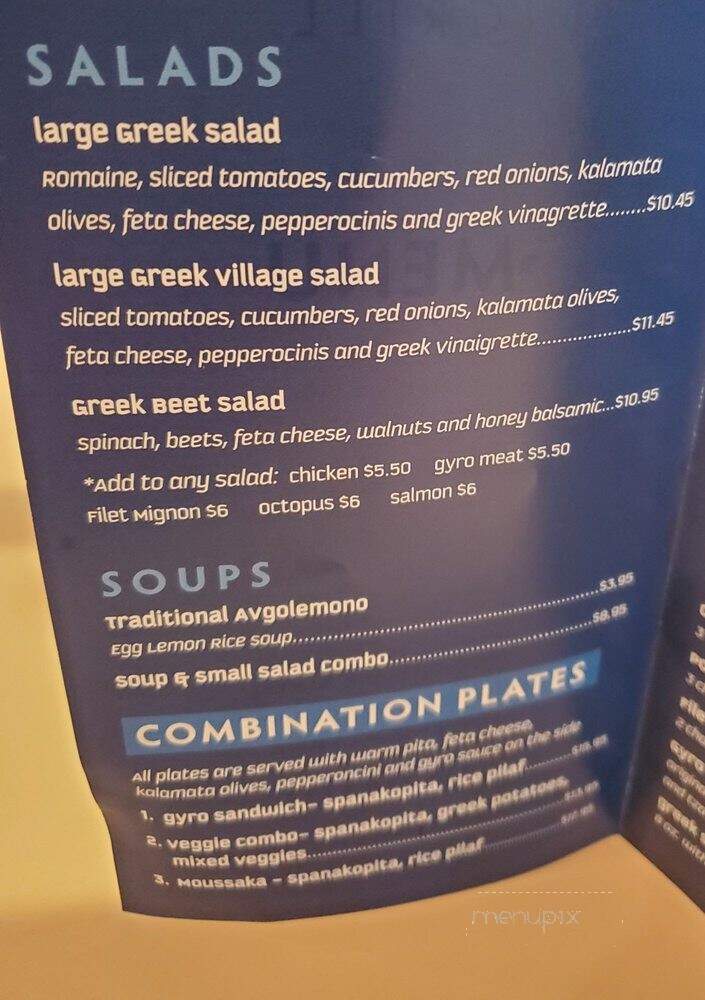 SALADS
large Greek salad
Romaine, sliced tomatoes, cucumbers, red onions, kalamata
olives, feta cheese, pepperocinis and greek vinagrette........$10.45
large Greek village salad
sliced tomatoes, cucumbers, red onions, kalamata olives,
feta cheese, pepperocinis and greek vinaigrette..................$11.45
Greek Beet salad
spinach, beets, feta cheese, walnuts and honey balsamic...$10.95
*Add to any salad: chicken $5.50 gyro meat $5.50
Filet Mignon $6 octopus $6 salmon $6
SOUPS
Traditional Avgolemono
Egg Lemon Rice soup..................................................$3.95
soup & small salad combo..................................$8.95
COMBINATION PLATES
All plates are served with warm pita, feta cheese,
kalamata olives, pepperoncini and gyro sauce on the side
1. gyro sandwich- spanakopita, rice pilaf
2. veggie combo- spanakopita, greek potatoes,
mixed veggies
3. Moussaka - spanakopita, rice pilaf
menupix